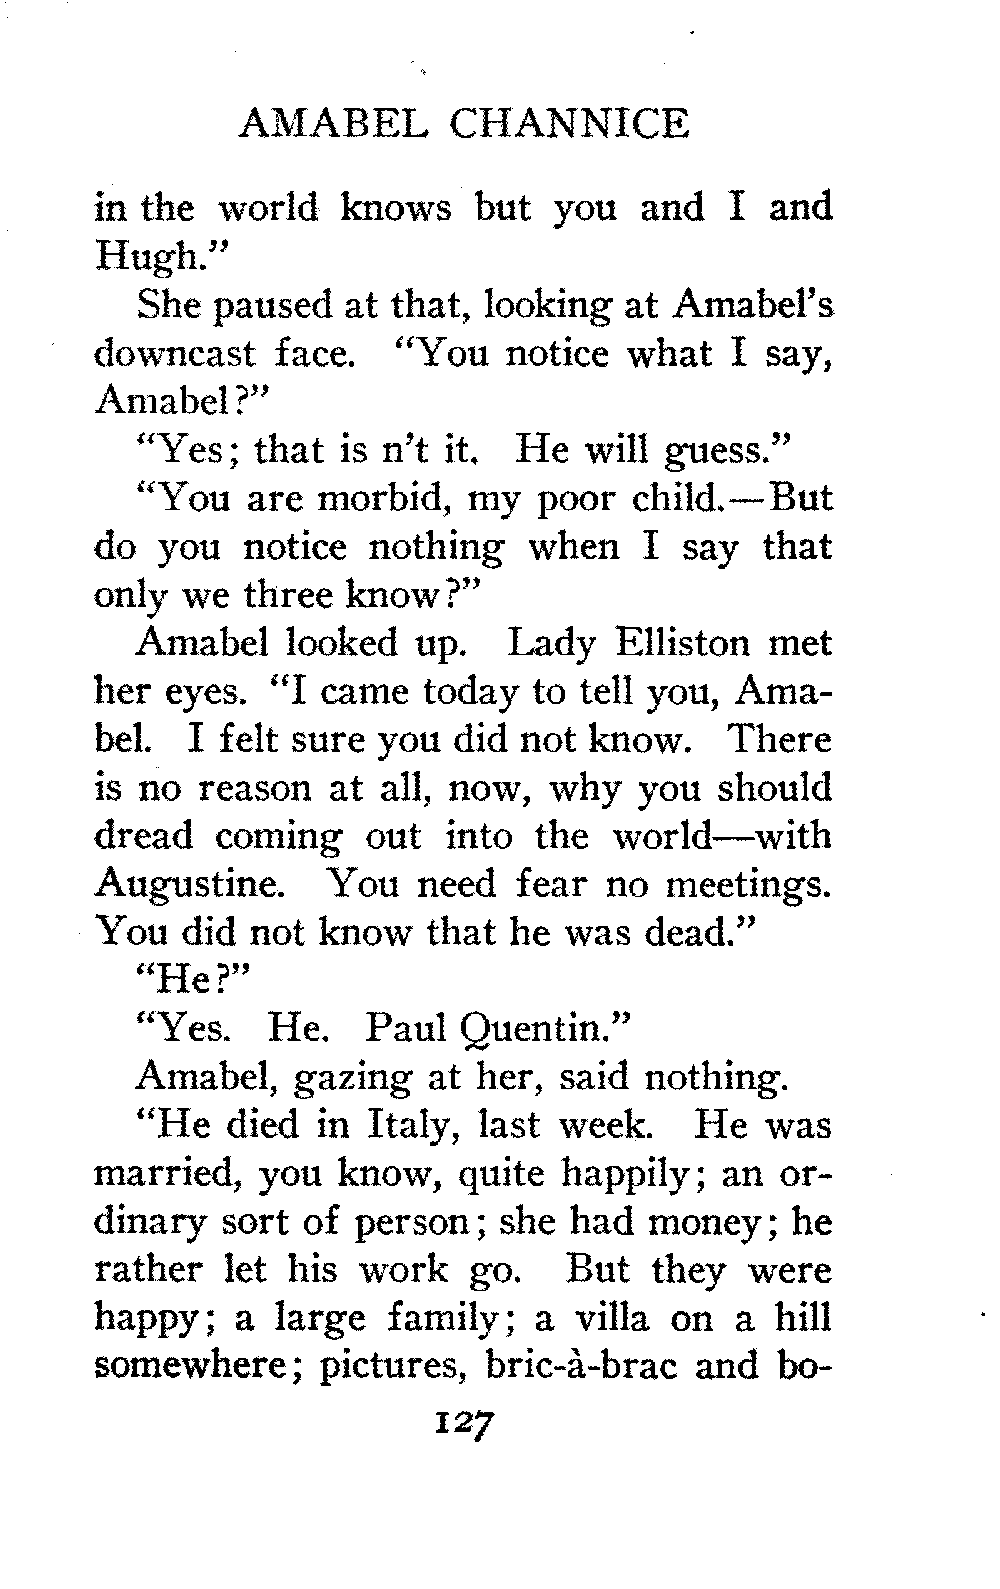 AMABEL CHANNICE
in the world knows but you and I and
Hugh."
She paused at that, looking at Amabel's
downcast face. "You notice what I say,
Amabel?"
"Yes; that is n't it. He will guess."
"You are morbid, my poor child.—But
do you notice nothing when I say that
only we three know?"
Amabel looked up. Lady Elliston met
her eyes. "I came today to tell you, Ama-
bel. I felt sure you did not know. There
is no reason at all, now, why you should
dread coming out into the world—with
Augustine. You need fear no meetings.
You did not know that he was dead."
"He?"
"Yes. He. Paul Quentin."
Amabel, gazing at her, said nothing.
"He died in Italy, last week. He was
married, you know, quite happily; an or-
dinary sort of person; she had money; he
rather let his work go. But they were
happy; a large family; a villa on a hill
somewhere; pictures, bric-à-brac and bo-
127